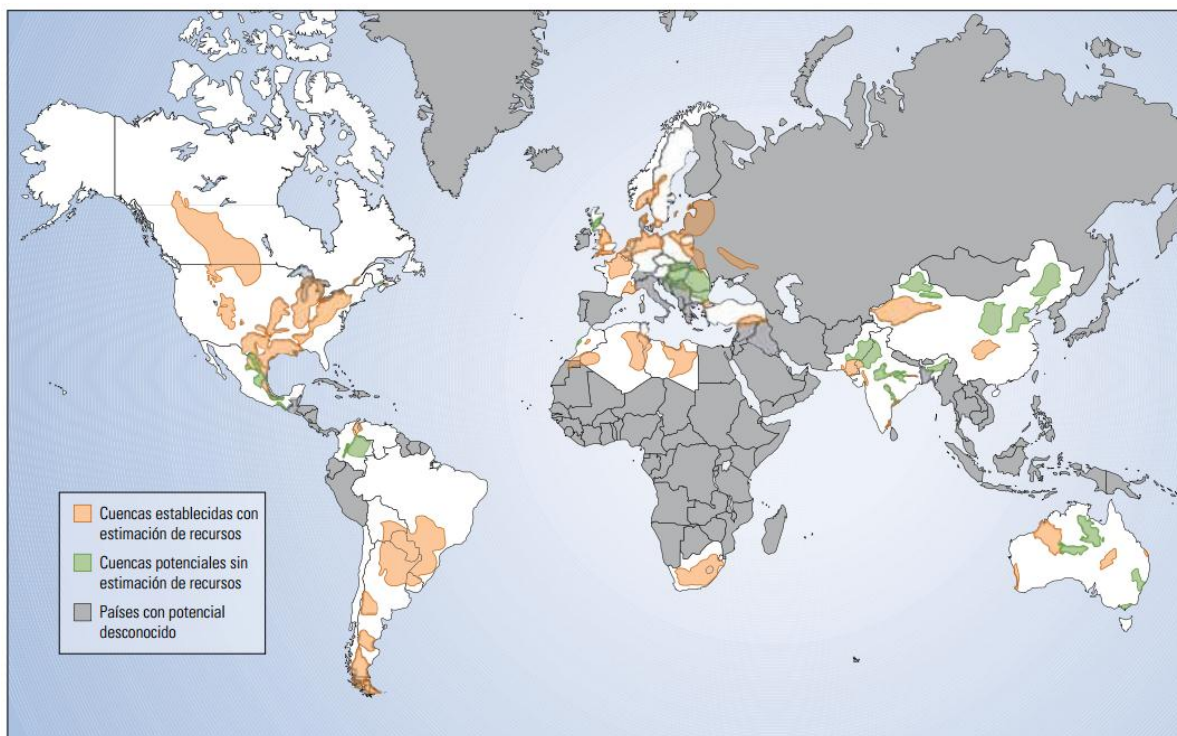 Cuencas establecidas con
estimación de recursos
Cuencas potenciales sin
estimación de recursos
Países con potencial
desconocido